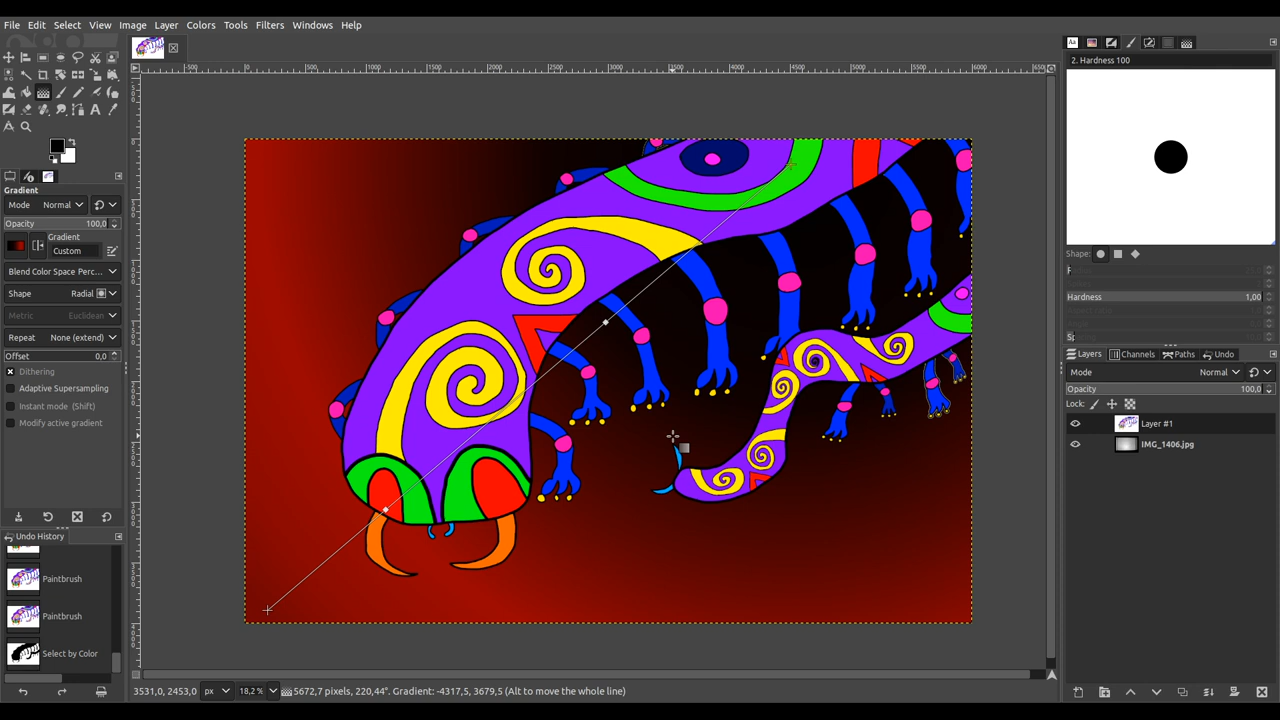 File Edit Select View Image Layer Colors Tools Filters Windows Help
Gradient
Mode Normal
Opacity 100,0
Gradient
Custom
Blend Color Space Perc...
Shape Radial
Metric Euclidean
Repeat None (extend)
Offset 0,0
Dithering
Adaptive Supersampling
Instant mode (Shift)
Modify active gradient
Undo History
Paintbrush
Paintbrush
Select by Color
3531,0, 2453,0 px 18,2 % 5672,7 pixels, 220,44°. Gradient: -4317,5, 3679,5 (Alt to move the whole line)
2. Hardness 100
Shape:
Hardness 1,00
Layers Channels Paths Undo
Mode Normal
Opacity 100,0
Lock:
Layer #1
IMG_1406.jpg